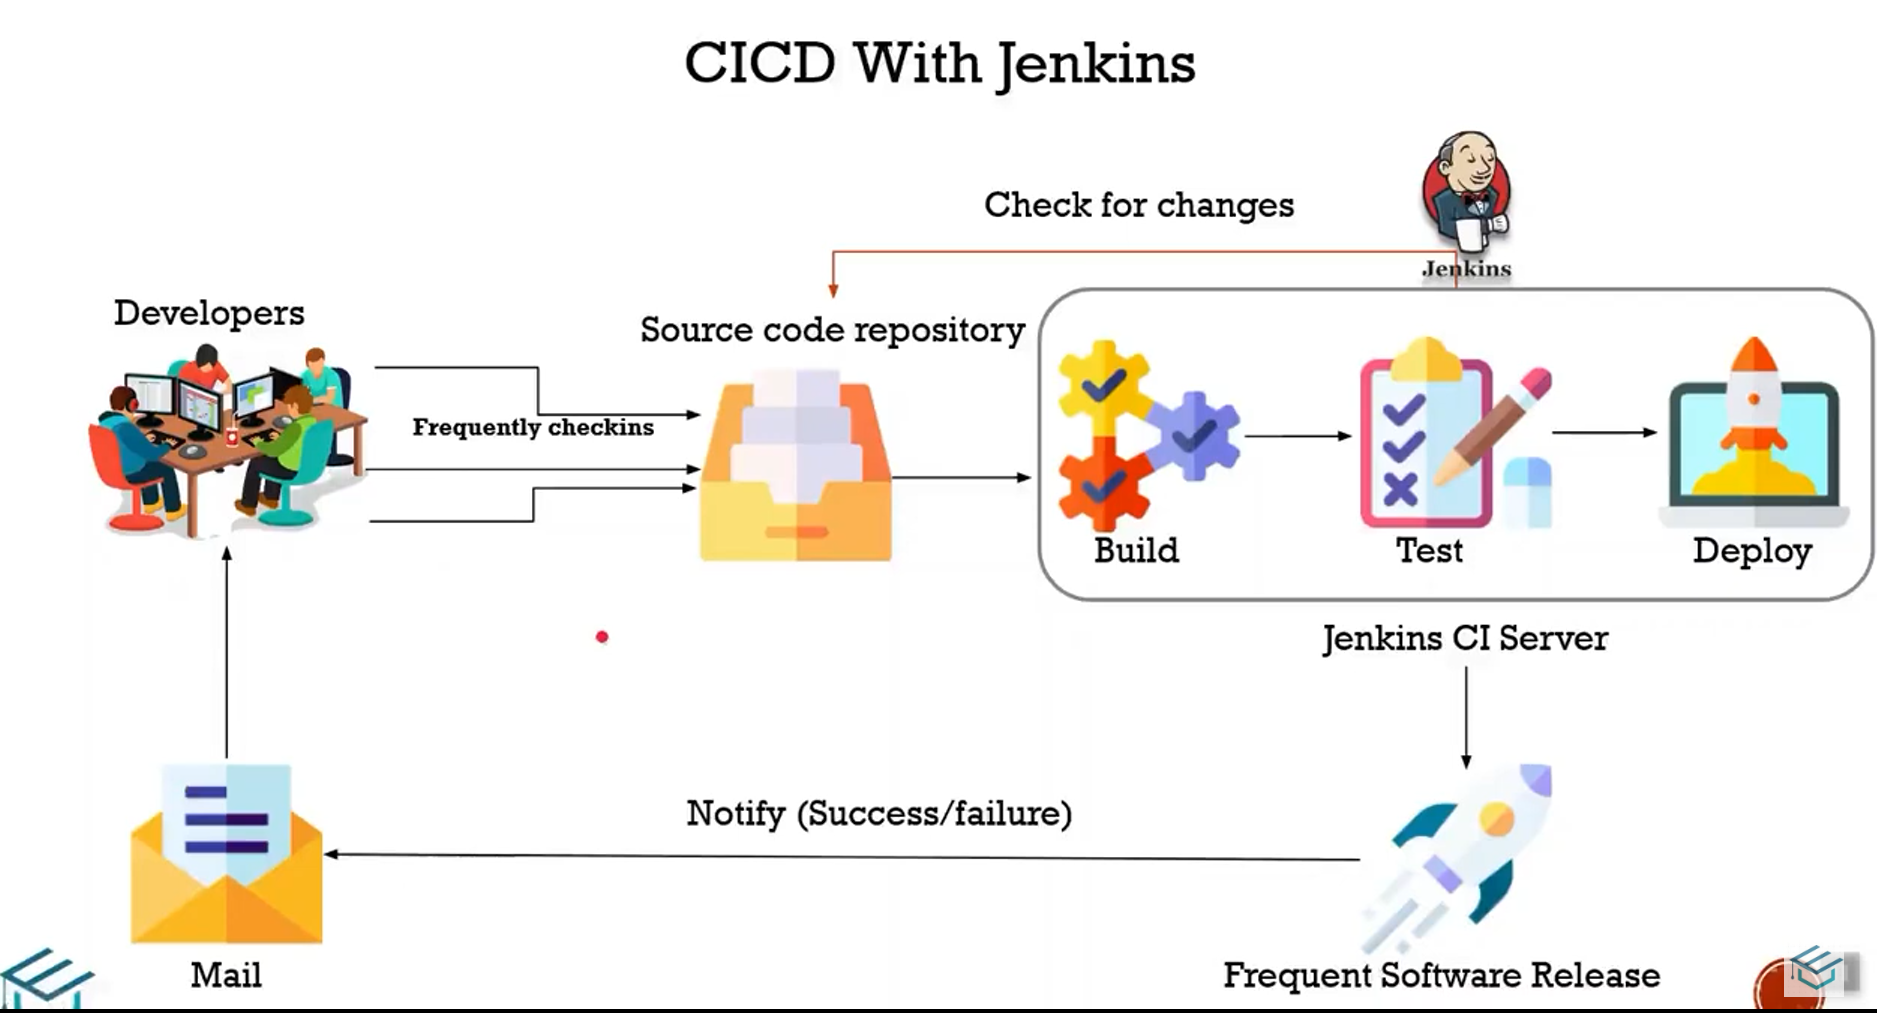 CICD With Jenkins
Check for changes
Jenkins
Developers
Source code repository
Frequently checkins
Build
Test
Deploy
Jenkins CI Server
Notify (Success/failure)
Mail
Frequent Software Release